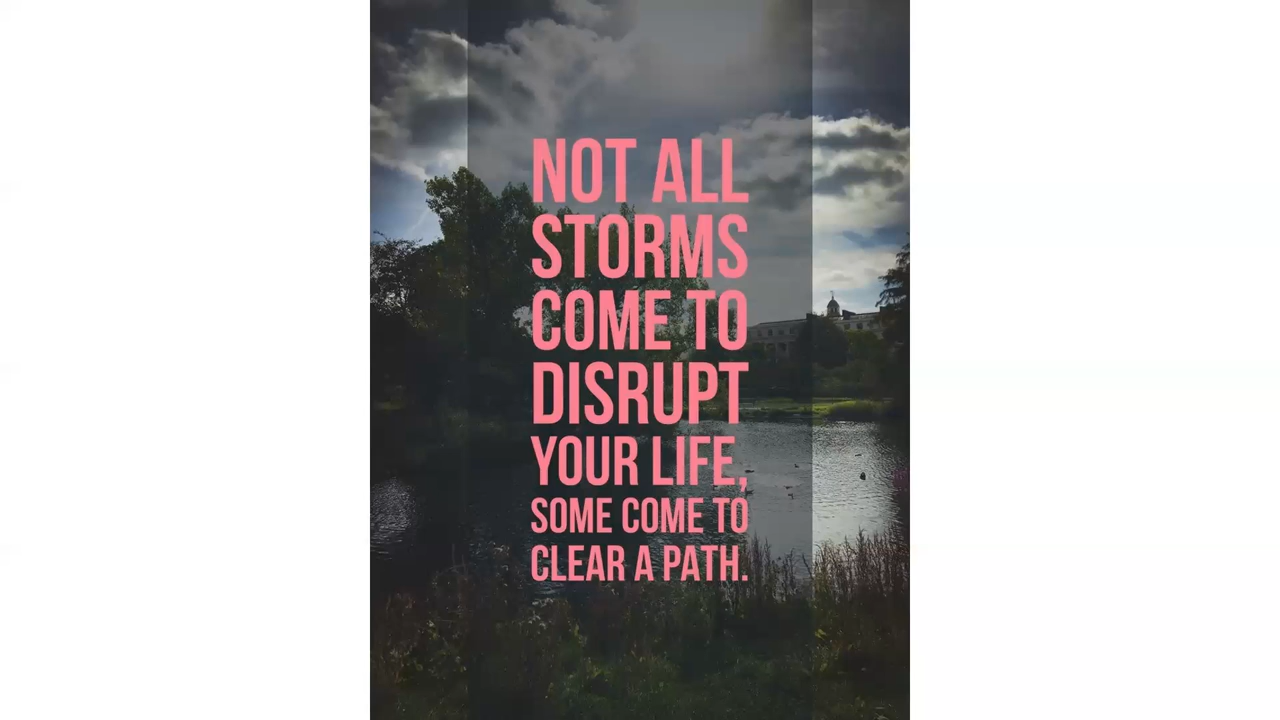 NOT ALL
STORMS
COME TO
DISRUPT
YOUR LIFE,
SOME COME TO
CLEAR A PATH.